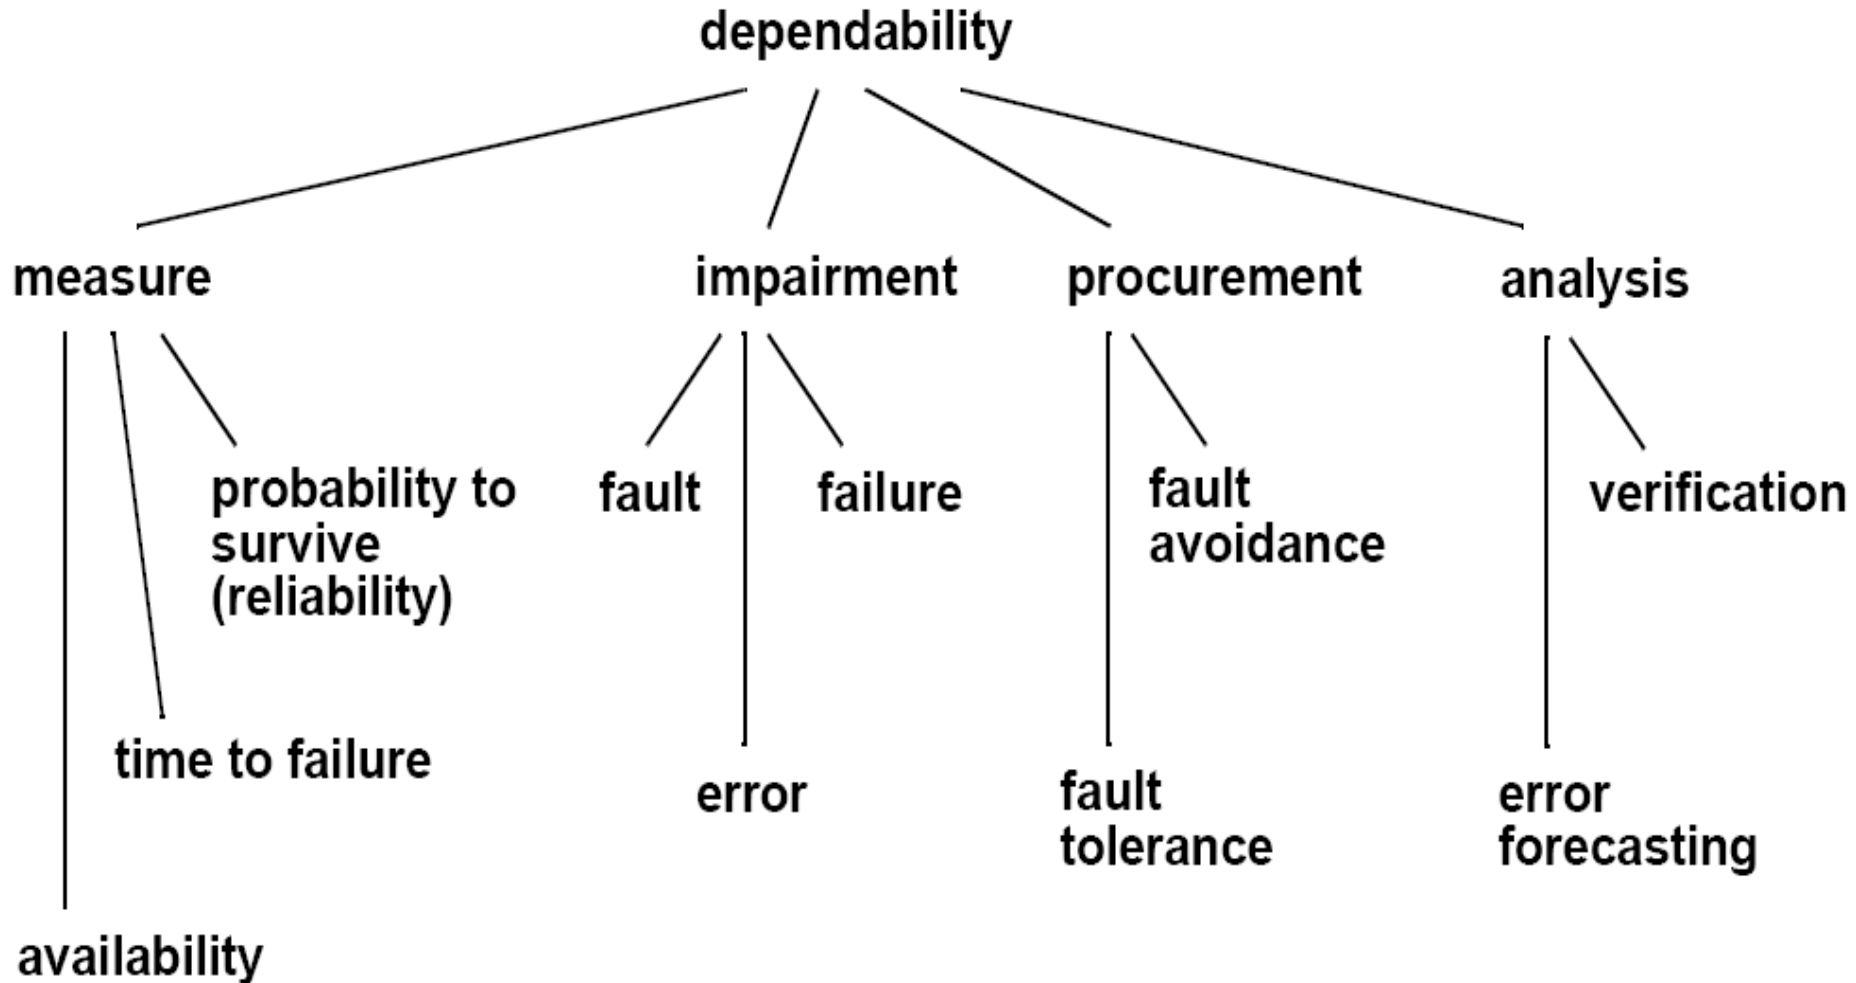 dependability
measure
impairment
procurement
analysis
probability to
survive
(reliability)
fault
failure
fault
avoidance
verification
time to failure
error
fault
tolerance
error
forecasting
availability